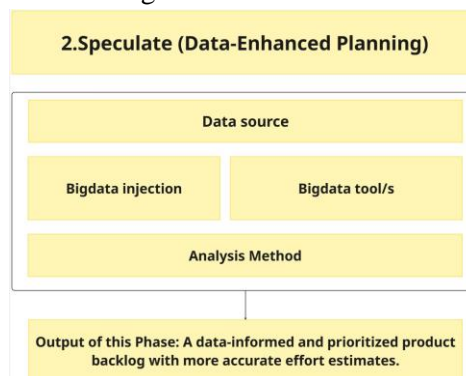 2.Speculate (Data-Enhanced Planning)
Data source
Bigdata injection
Bigdata tool/s
Analysis Method
Output of this Phase: A data-informed and prioritized product
backlog with more accurate effort estimates.